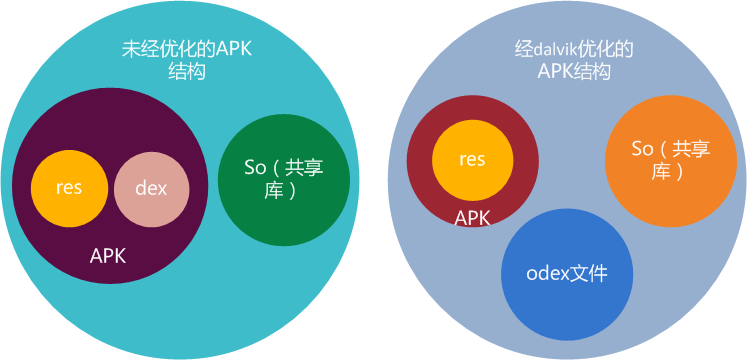 未经优化的APK
结构
res
dex
APK
So（共享
库）
经dalvik优化的
APK结构
res
APK
So（共享
库）
odex文件